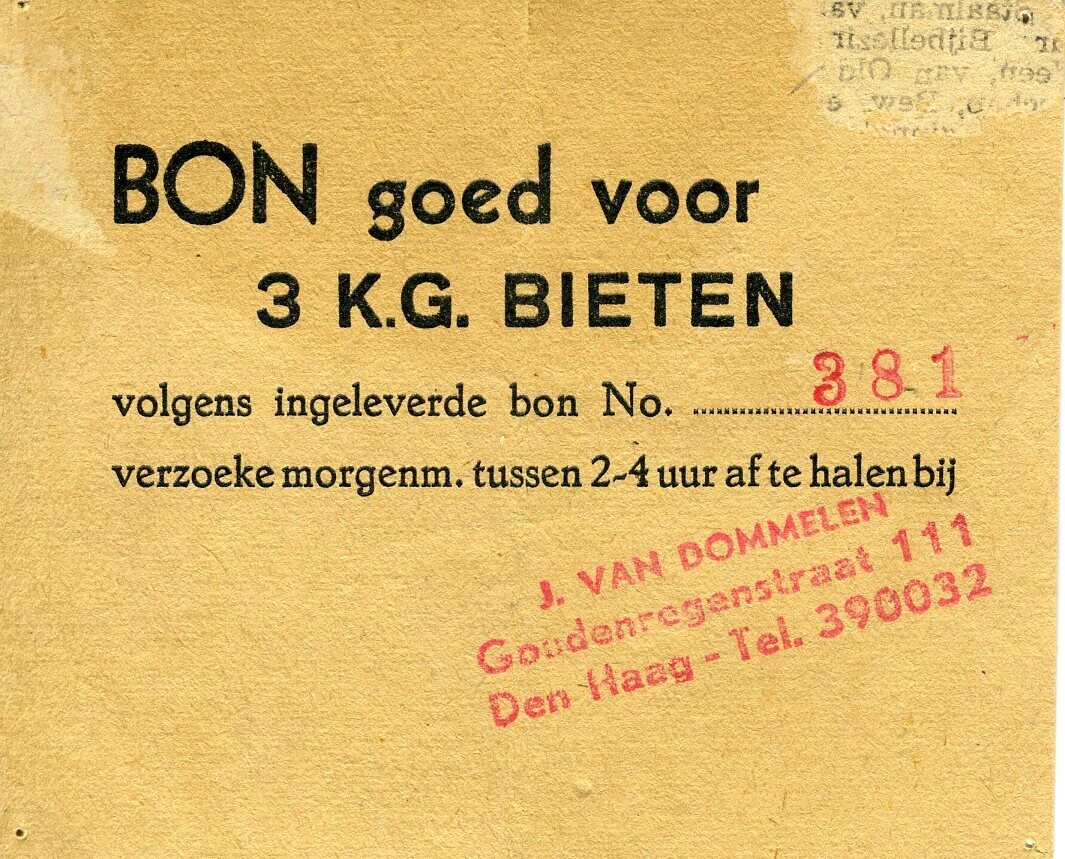 BON goed voor
3 K.G. BIETEN
volgens ingeleverde bon No. 381
verzoeke morgenm. tussen 2-4 uur af te halen bij
J. VAN DOMMELEN
Goudenregenstraat 111
Den Haag - Tel. 390032